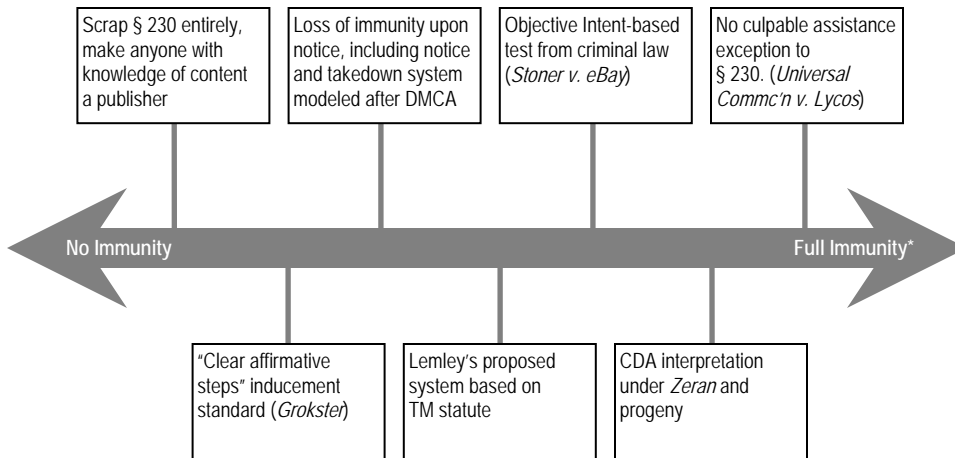 Scrap § 230 entirely,
make anyone with
knowledge of content
a publisher
Loss of immunity upon
notice, including notice
and takedown system
modeled after DMCA
Objective Intent-based
test from criminal law
(Stoner v. eBay)
No culpable assistance
exception to
§ 230. (Universal
Commc'n v. Lycos)
No Immunity
Full Immunity*
“Clear affirmative
steps” inducement
standard (Grokster)
Lemley's proposed
system based on
TM statute
CDA interpretation
under Zeran and
progeny